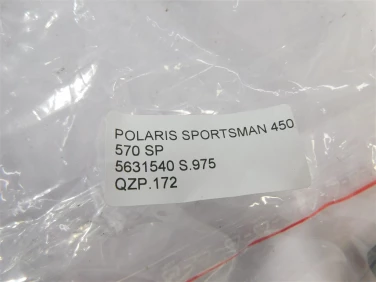 POLARIS SPORTSMAN 450
570 SP
5631540 S.975
QZP.172